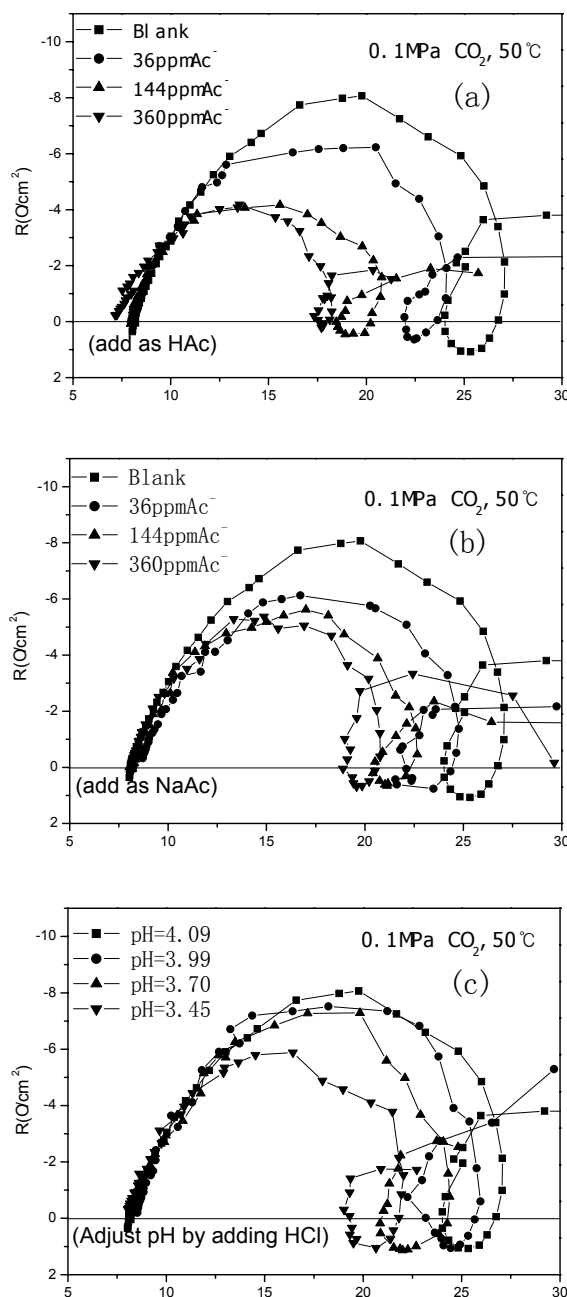 -10
-8
-6
-4
-2
0
2
R(O/cm²)
Bl ank
36ppmAc⁻
144ppmAc⁻
360ppmAc⁻
0.1MPa CO₂, 50℃
(a)
(add as HAc)
5 10 15 20 25 30
-10
-8
-6
-4
-2
0
2
R(O/cm²)
Blank
36ppmAc⁻
144ppmAc⁻
360ppmAc⁻
0.1MPa CO₂, 50℃
(b)
(add as NaAc)
5 10 15 20 25 30
-10
-8
-6
-4
-2
0
2
R(O/cm²)
pH=4.09
pH=3.99
pH=3.70
pH=3.45
0.1MPa CO₂, 50℃
(c)
(Adjust pH by adding HCl)
5 10 15 20 25 30